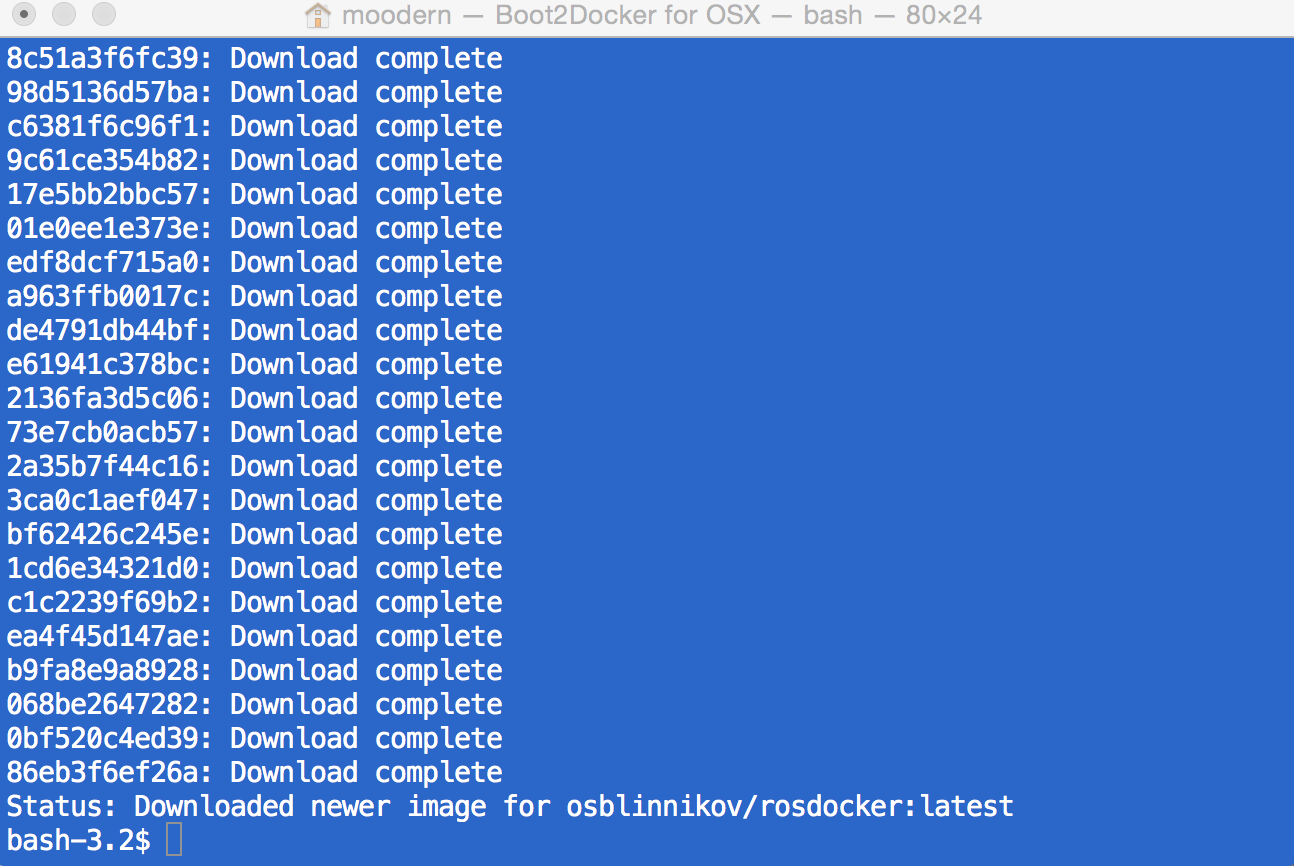 moodern — Boot2Docker for OSX — bash — 80×24
8c51a3f6fc39: Download complete
98d5136d57ba: Download complete
c6381f6c96f1: Download complete
9c61ce354b82: Download complete
17e5bb2bbc57: Download complete
01e0ee1e373e: Download complete
edf8dcf715a0: Download complete
a963ffb0017c: Download complete
de4791db44bf: Download complete
e61941c378bc: Download complete
2136fa3d5c06: Download complete
73e7cb0acb57: Download complete
2a35b7f44c16: Download complete
3ca0c1aef047: Download complete
bf62426c245e: Download complete
1cd6e34321d0: Download complete
c1c2239f69b2: Download complete
ea4f45d147ae: Download complete
b9fa8e9a8928: Download complete
068be2647282: Download complete
0bf520c4ed39: Download complete
86eb3f6ef26a: Download complete
Status: Downloaded newer image for osblinnikov/rosdocker:latest
bash-3.2$